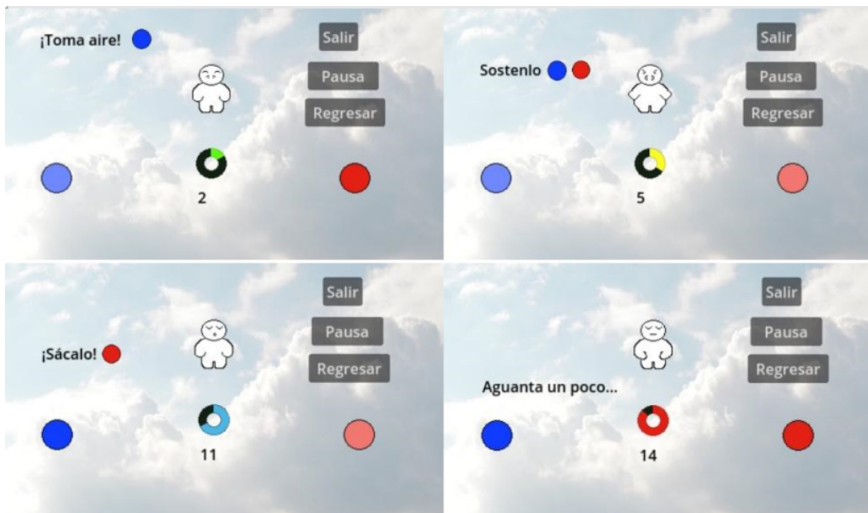 ¡Toma aire!
Salir
Pausa
Regresar
2
Sostenlo
Salir
Pausa
Regresar
5
¡Sácalo!
Salir
Pausa
Regresar
11
Salir
Pausa
Regresar
Aguanta un poco...
14